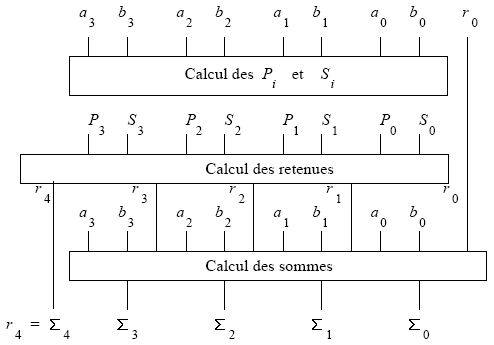 a3 b3 a2 b2 a1 b1 a0 b0 r0
Calcul des Pi et Si
P3 S3 P2 S2 P1 S1 P0 S0
Calcul des retenues
r4 r3 r2 r1 r0
a3 b3 a2 b2 a1 b1 a0 b0
Calcul des sommes
r4 = Σ4 Σ3 Σ2 Σ1 Σ0